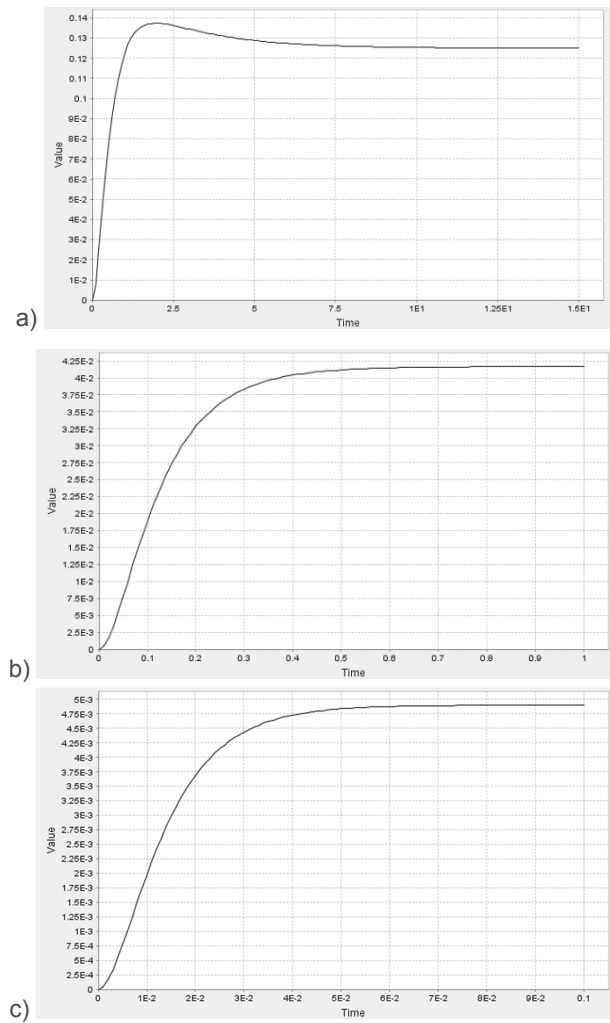 0.14
0.13
0.12
0.11
0.1
9E-2
8E-2
7E-2
6E-2
5E-2
4E-2
3E-2
2E-2
1E-2
0
Value
0 2.5 5 7.5 1E1 1.25E1 1.5E1
Time
a)
4.25E-2
4E-2
3.75E-2
3.5E-2
3.25E-2
3E-2
2.75E-2
2.5E-2
2.25E-2
2E-2
1.75E-2
1.5E-2
1.25E-2
1E-2
7.5E-3
5E-3
2.5E-3
0
Value
0 0.1 0.2 0.3 0.4 0.5 0.6 0.7 0.8 0.9 1
Time
b)
5E-3
4.75E-3
4.5E-3
4.25E-3
4E-3
3.75E-3
3.5E-3
3.25E-3
3E-3
2.75E-3
2.5E-3
2.25E-3
2E-3
1.75E-3
1.5E-3
1.25E-3
1E-3
7.5E-4
5E-4
2.5E-4
0
Value
0 1E-2 2E-2 3E-2 4E-2 5E-2 6E-2 7E-2 8E-2 9E-2 0.1
Time
c)